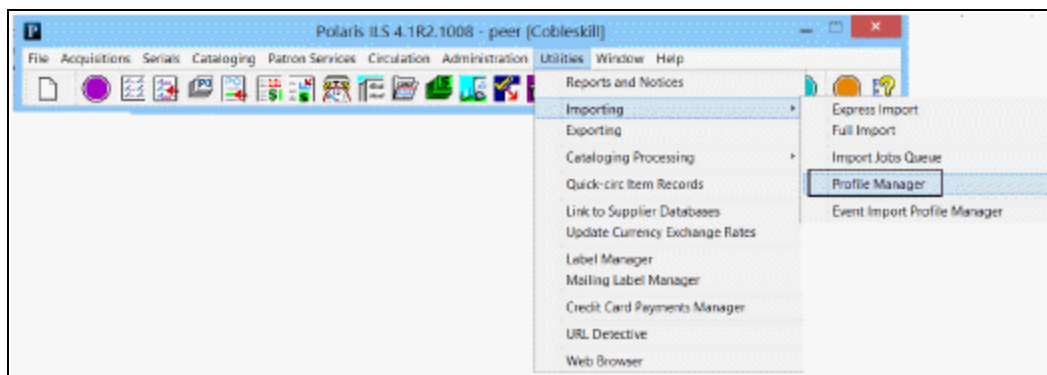 Polaris ILS 4.1R2.1008 - peer [Cobleskill]
File Acquisitions Serials Cataloging Patron Services Circulation Administration Utilities Window Help
Reports and Notices
Importing
Exporting
Cataloging Processing
Quick-circ Item Records
Link to Supplier Databases
Update Currency Exchange Rates
Label Manager
Mailing Label Manager
Credit Card Payments Manager
URL Detective
Web Browser
Express Import
Full Import
Import Jobs Queue
Profile Manager
Event Import Profile Manager